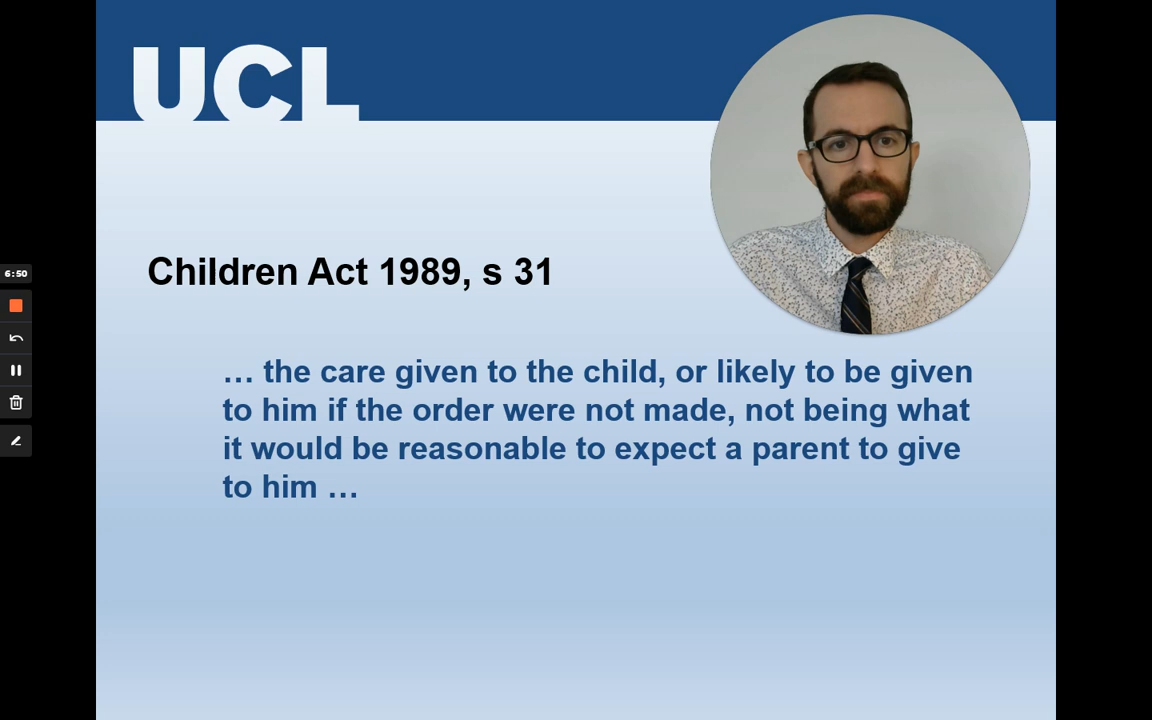 UCL
Children Act 1989, s 31
… the care given to the child, or likely to be given
to him if the order were not made, not being what
it would be reasonable to expect a parent to give
to him …
6:50